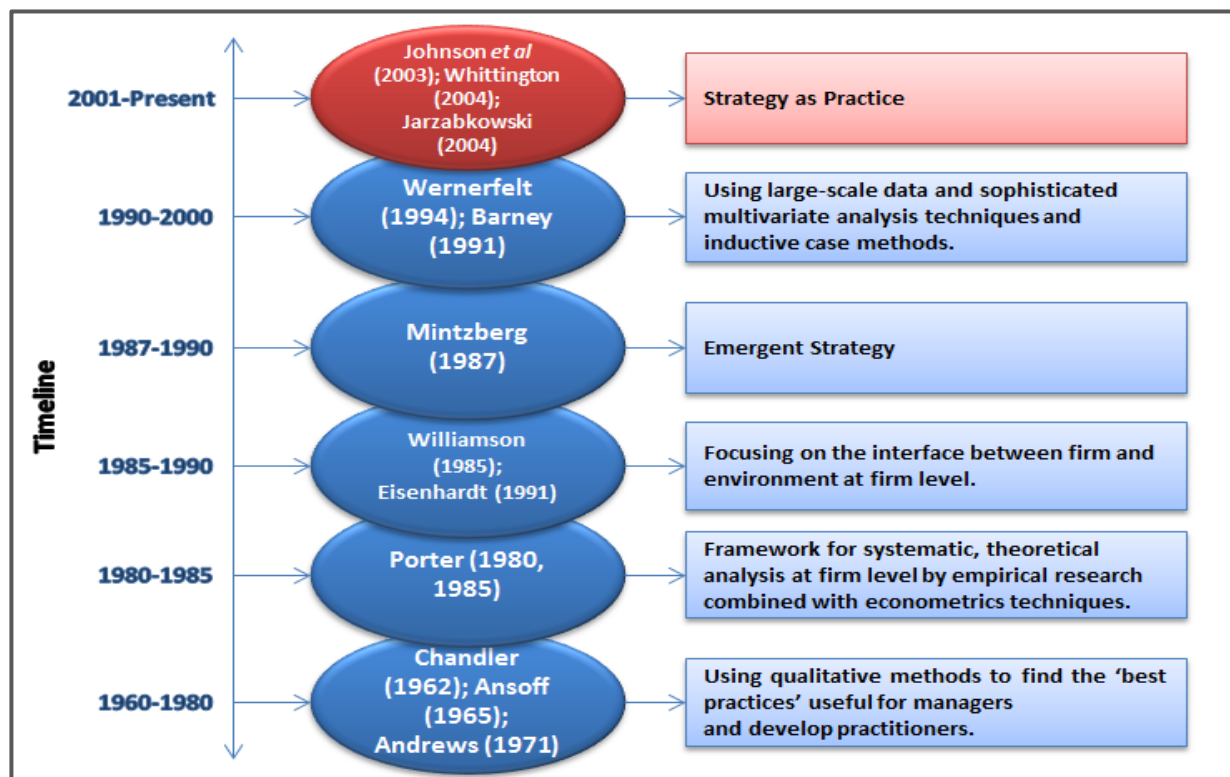 Timeline
2001-Present
Johnson et al
(2003); Whittington
(2004);
Jarzabkowski
(2004)
Strategy as Practice
1990-2000
Wernerfelt
(1994); Barney
(1991)
Using large-scale data and sophisticated
multivariate analysis techniques and
inductive case methods.
1987-1990
Mintzberg
(1987)
Emergent Strategy
1985-1990
Williamson
(1985);
Eisenhardt (1991)
Focusing on the interface between firm and
environment at firm level.
1980-1985
Porter (1980,
1985)
Framework for systematic, theoretical
analysis at firm level by empirical research
combined with econometrics techniques.
1960-1980
Chandler
(1962); Ansoff
(1965);
Andrews (1971)
Using qualitative methods to find the ‘best
practices’ useful for managers
and develop practitioners.